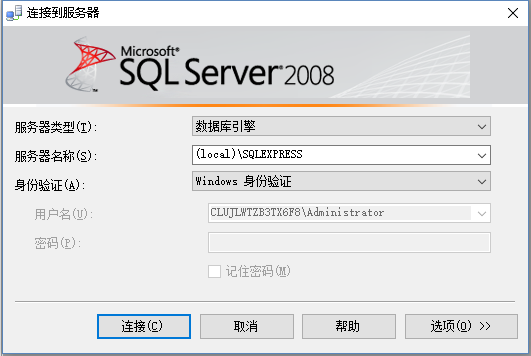 连接到服务器
Microsoft®
SQL Server® 2008
服务器类型(T): 数据库引擎
服务器名称(S): (local)\SQLEXPRESS
身份验证(A): Windows 身份验证
用户名(U): CLUJLWTZB3TX6F8\Administrator
密码(P):
记住密码(M)
连接(C) 取消 帮助 选项(O) >>